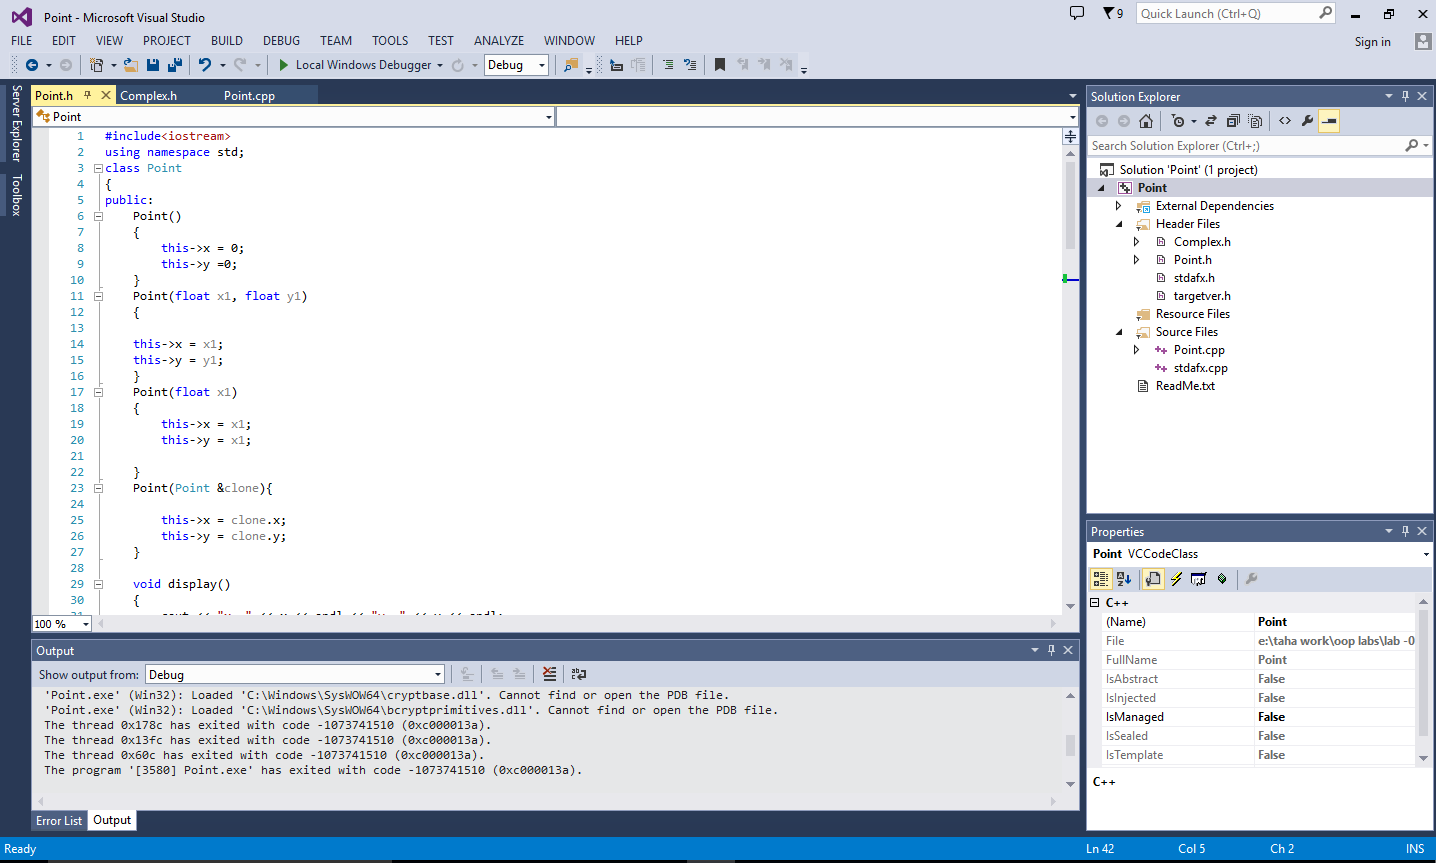 Point - Microsoft Visual Studio
9
Quick Launch (Ctrl+Q)
FILE EDIT VIEW PROJECT BUILD DEBUG TEAM TOOLS TEST ANALYZE WINDOW HELP
Sign in
Local Windows Debugger
Debug
Server Explorer
Toolbox
Point.h Complex.h Point.cpp
Point
1 #include<iostream>
2 using namespace std;
3 class Point
4 {
5 public:
6 Point()
7 {
8 this->x = 0;
9 this->y =0;
10 }
11 Point(float x1, float y1)
12 {
13
14 this->x = x1;
15 this->y = y1;
16 }
17 Point(float x1)
18 {
19 this->x = x1;
20 this->y = x1;
21
22 }
23 Point(Point &clone){
24
25 this->x = clone.x;
26 this->y = clone.y;
27 }
28
29 void display()
30 {
100 %
Output
Show output from: Debug
'Point.exe' (Win32): Loaded 'C:\Windows\SysWOW64\cryptbase.dll'. Cannot find or open the PDB file.
'Point.exe' (Win32): Loaded 'C:\Windows\SysWOW64\bcryptprimitives.dll'. Cannot find or open the PDB file.
The thread 0x178c has exited with code -1073741510 (0xc000013a).
The thread 0x13fc has exited with code -1073741510 (0xc000013a).
The thread 0x60c has exited with code -1073741510 (0xc000013a).
The program '[3580] Point.exe' has exited with code -1073741510 (0xc000013a).
Error List Output
Solution Explorer
Search Solution Explorer (Ctrl+;)
Solution 'Point' (1 project)
Point
External Dependencies
Header Files
Complex.h
Point.h
stdafx.h
targetver.h
Resource Files
Source Files
Point.cpp
stdafx.cpp
ReadMe.txt
Properties
Point VCCodeClass
C++
(Name) Point
File e:\taha work\oop labs\lab -0
FullName Point
IsAbstract False
IsInjected False
IsManaged False
IsSealed False
IsTemplate False
C++
Ready
Ln 42 Col 5 Ch 2 INS